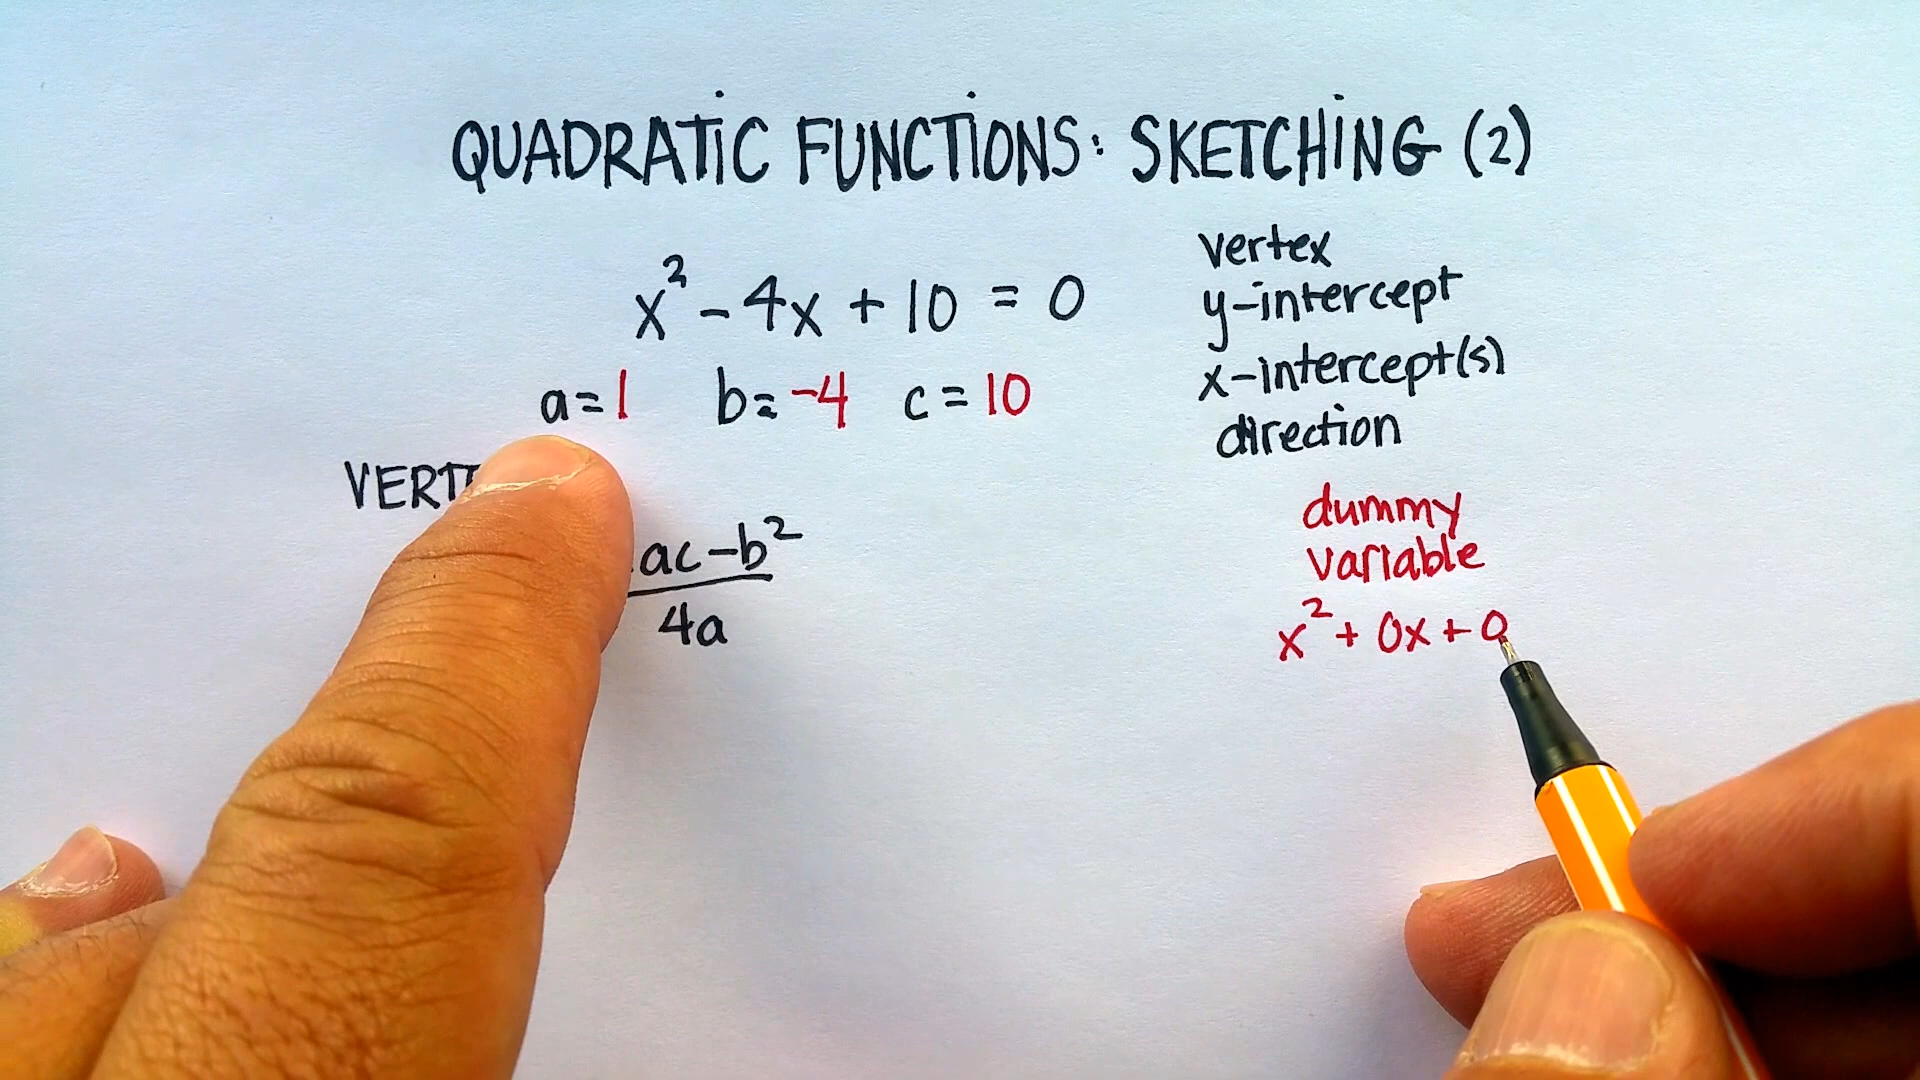 QUADRATIC FUNCTIONS: SKETCHING (2)
x² - 4x + 10 = 0
a = 1 b = -4 c = 10
ac - b²
4a
vertex
y-intercept
x-intercept(s)
direction
dummy
variable
x² + 0x + 0